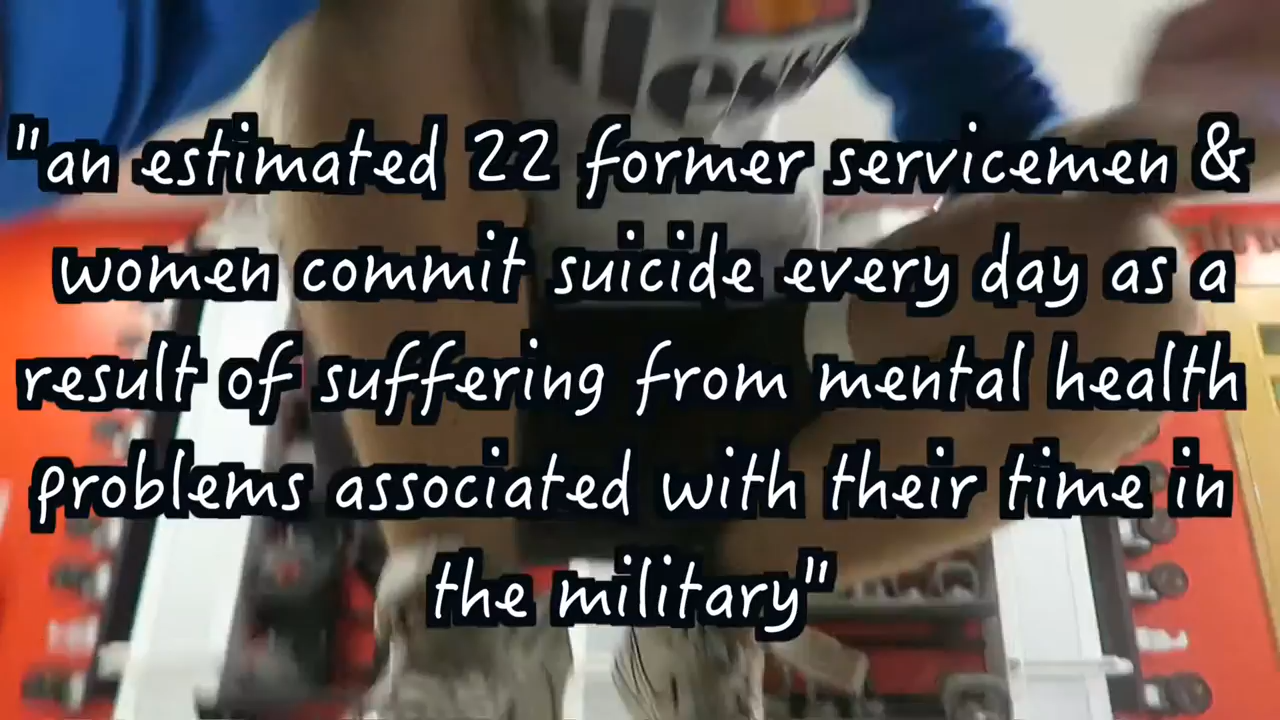 less
"an estimated 22 former servicemen &
women commit suicide every day as a
result of suffering from mental health
problems associated with their time in
the military"